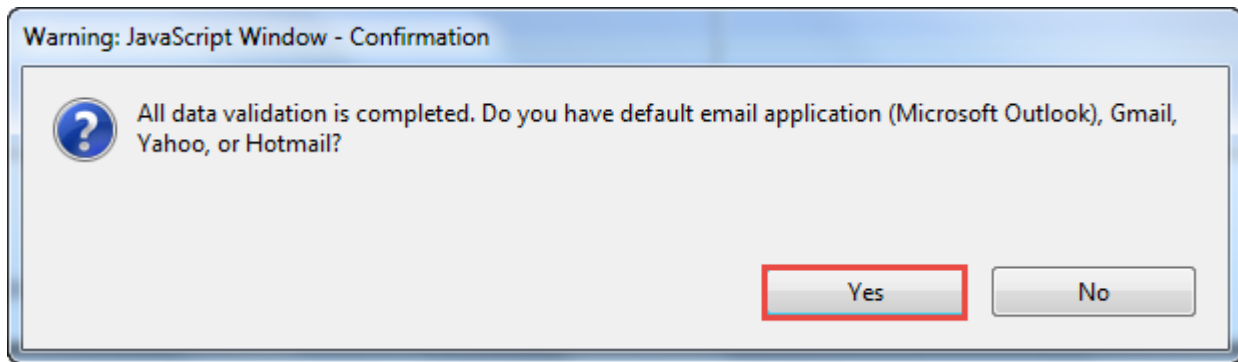 Warning: JavaScript Window - Confirmation
All data validation is completed. Do you have default email application (Microsoft Outlook), Gmail,
Yahoo, or Hotmail?
Yes No